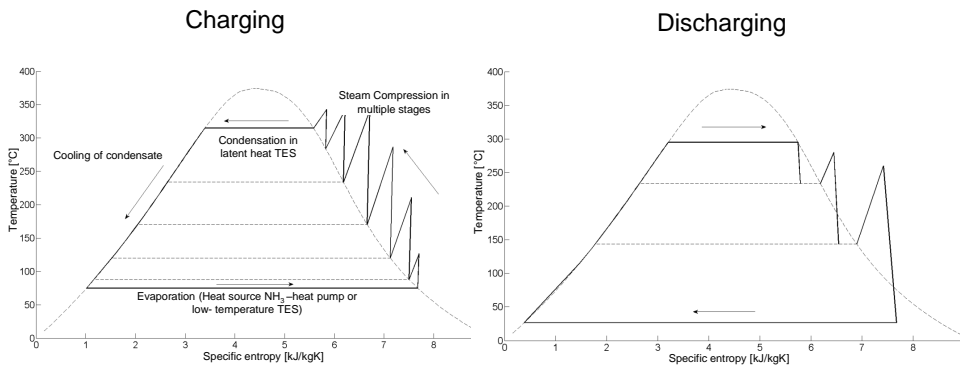 Charging
Discharging
400
350
300
250
200
150
100
50
0
Temperature [°C]
Steam Compression in
multiple stages
Condensation in
latent heat TES
Cooling of condensate
Evaporation (Heat source NH3–heat pump or
low- temperature TES)
0 1 2 3 4 5 6 7 8
Specific entropy [kJ/kgK]
400
350
300
250
200
150
100
50
0
Temperature [°C]
0 1 2 3 4 5 6 7 8 9
Specific entropy [kJ/kgK]